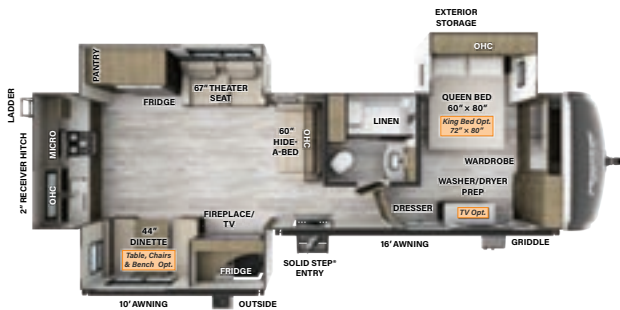 EXTERIOR
STORAGE
OHC
PANTRY
67" THEATER
SEAT
FRIDGE
QUEEN BED
60" × 80"
King Bed Opt.
72" × 80"
LADDER
2" RECEIVER HITCH
MICRO
OHC
60"
HIDE-
A-BED
OHC
LINEN
WARDROBE
WASHER/DRYER
PREP
DRESSER
TV Opt.
FIREPLACE/
TV
44"
DINETTE
Table, Chairs
& Bench Opt.
FRIDGE
SOLID STEP®
ENTRY
16' AWNING
GRIDDLE
10' AWNING
OUTSIDE